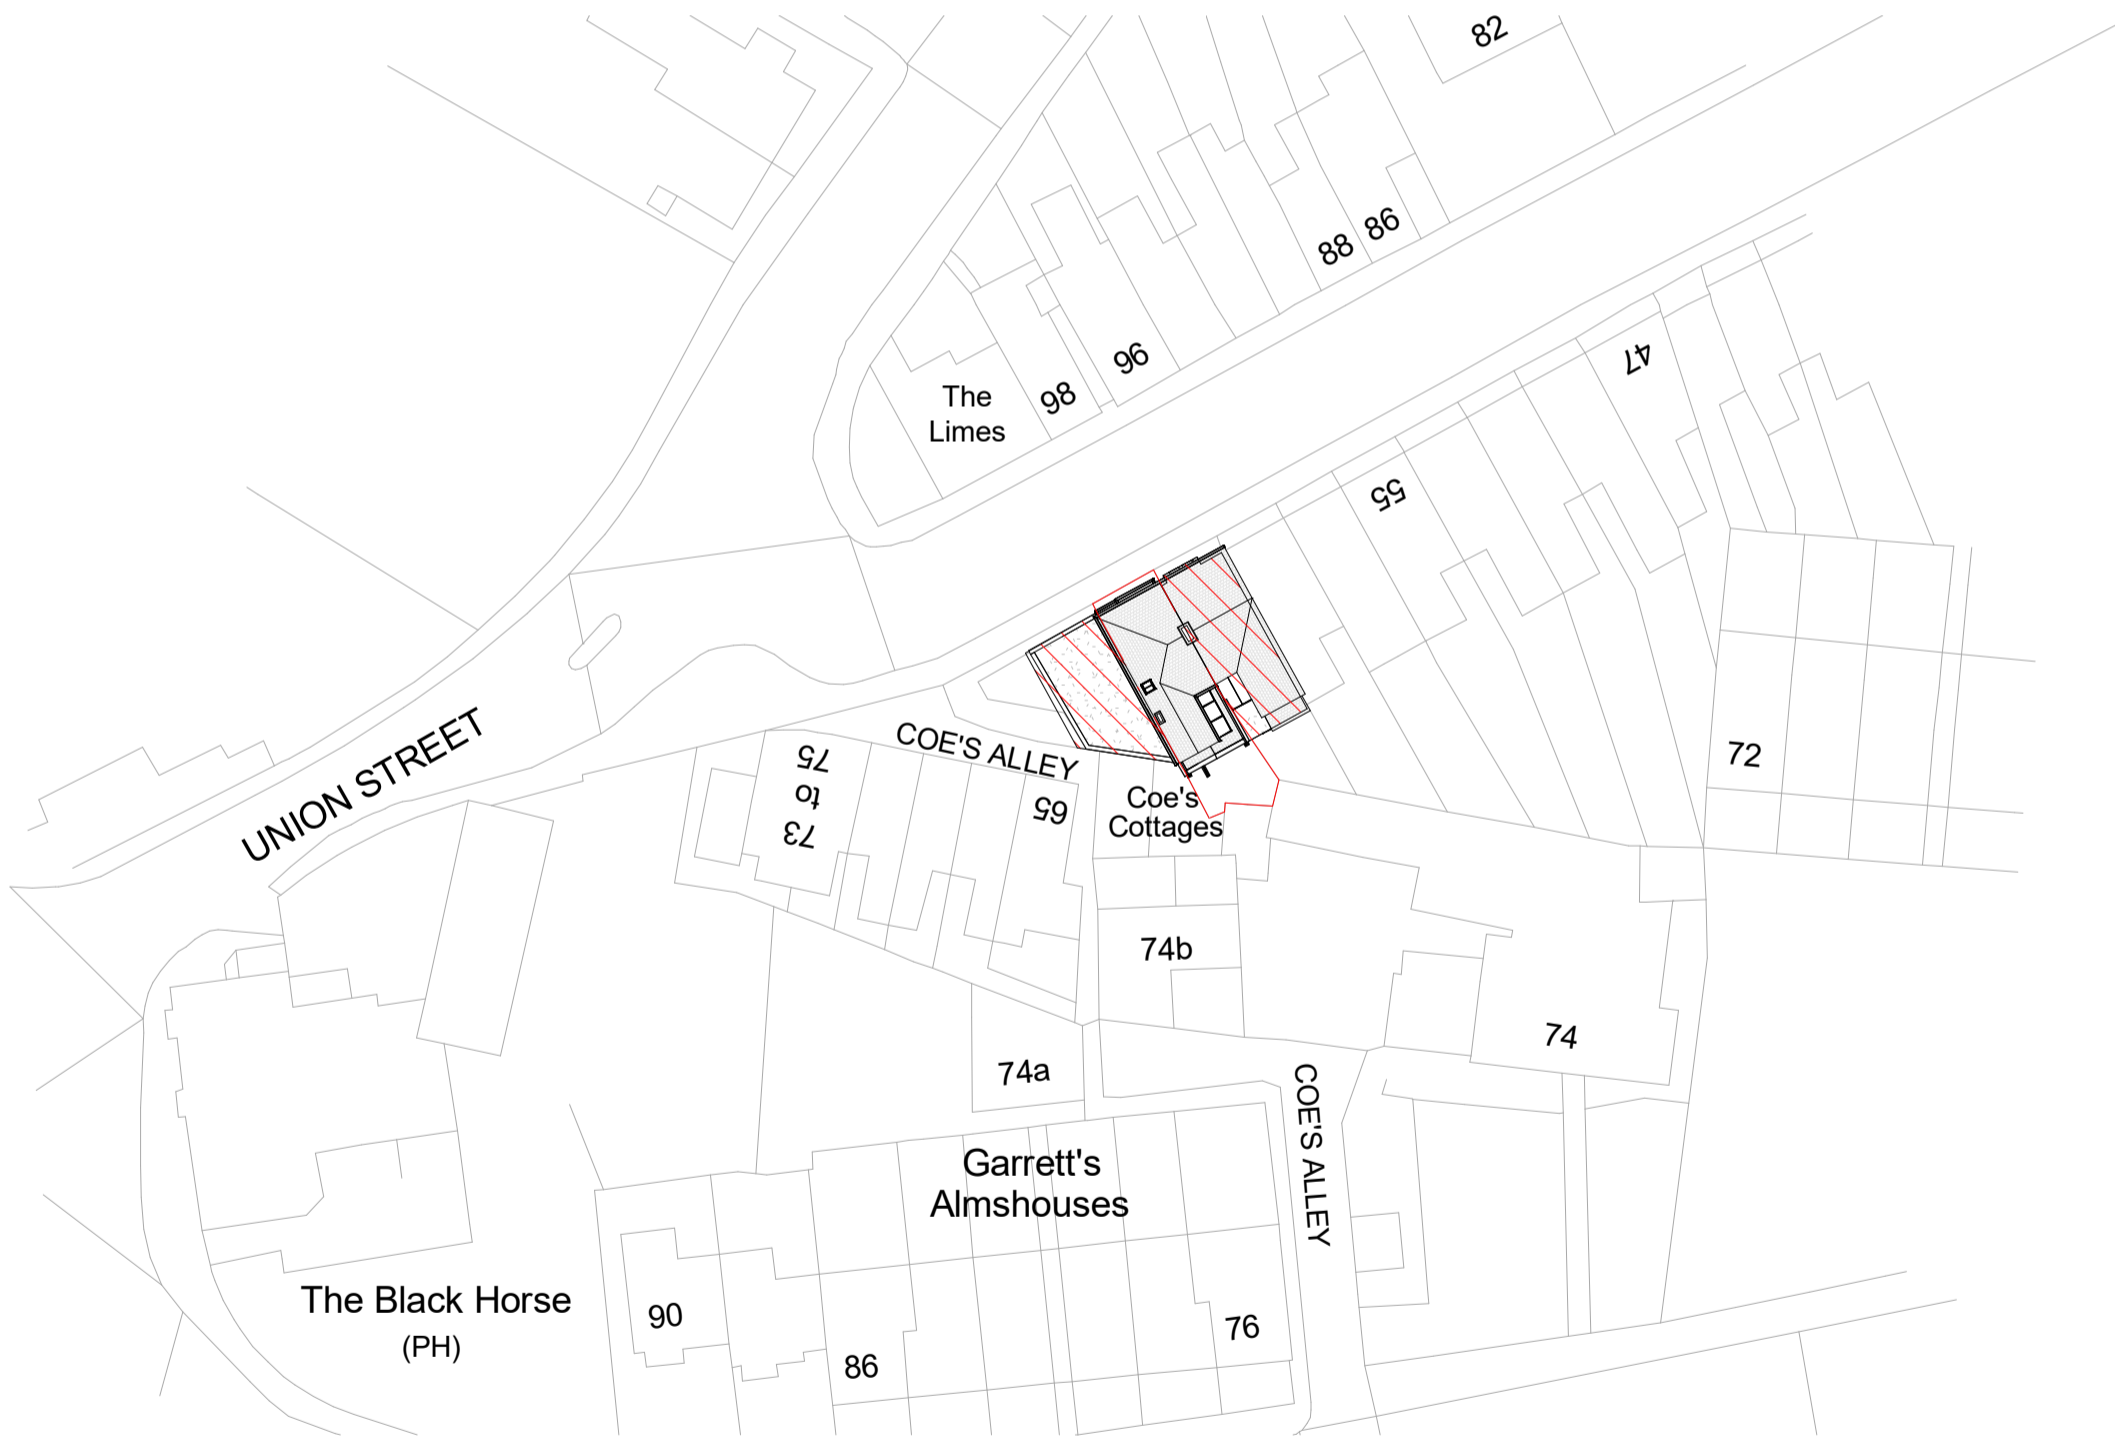 82
88
86
96
98
The
Limes
47
55
UNION STREET
COE'S ALLEY
75
to
73
65
Coe's
Cottages
72
74b
74
74a
COE'S ALLEY
Garrett's
Almshouses
The Black Horse
(PH)
90
86
76